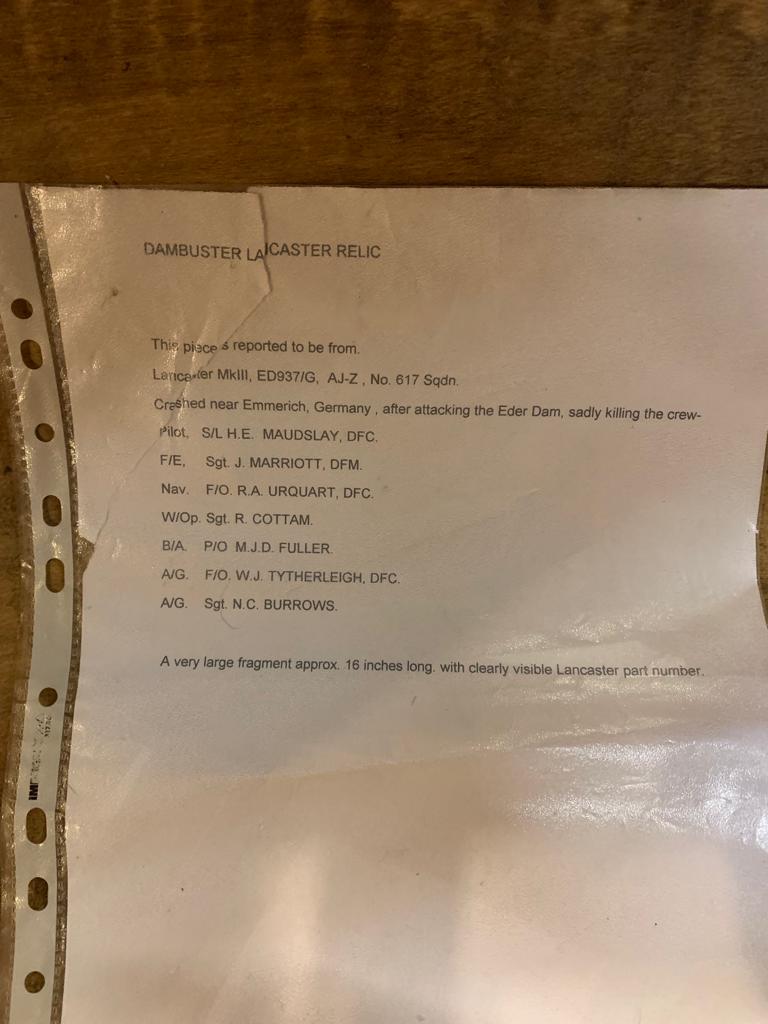 DAMBUSTER LANCASTER RELIC
This piece is reported to be from.
Lancaster MkIII, ED937/G, AJ-Z , No. 617 Sqdn.
Crashed near Emmerich, Germany , after attacking the Eder Dam, sadly killing the crew-
Pilot, S/L H.E. MAUDSLAY, DFC.
F/E, Sgt. J. MARRIOTT, DFM.
Nav. F/O. R.A. URQUART, DFC.
W/Op. Sgt. R. COTTAM.
B/A. P/O M.J.D. FULLER.
A/G. F/O. W.J. TYTHERLEIGH, DFC.
A/G. Sgt. N.C. BURROWS.
A very large fragment approx. 16 inches long. with clearly visible Lancaster part number.